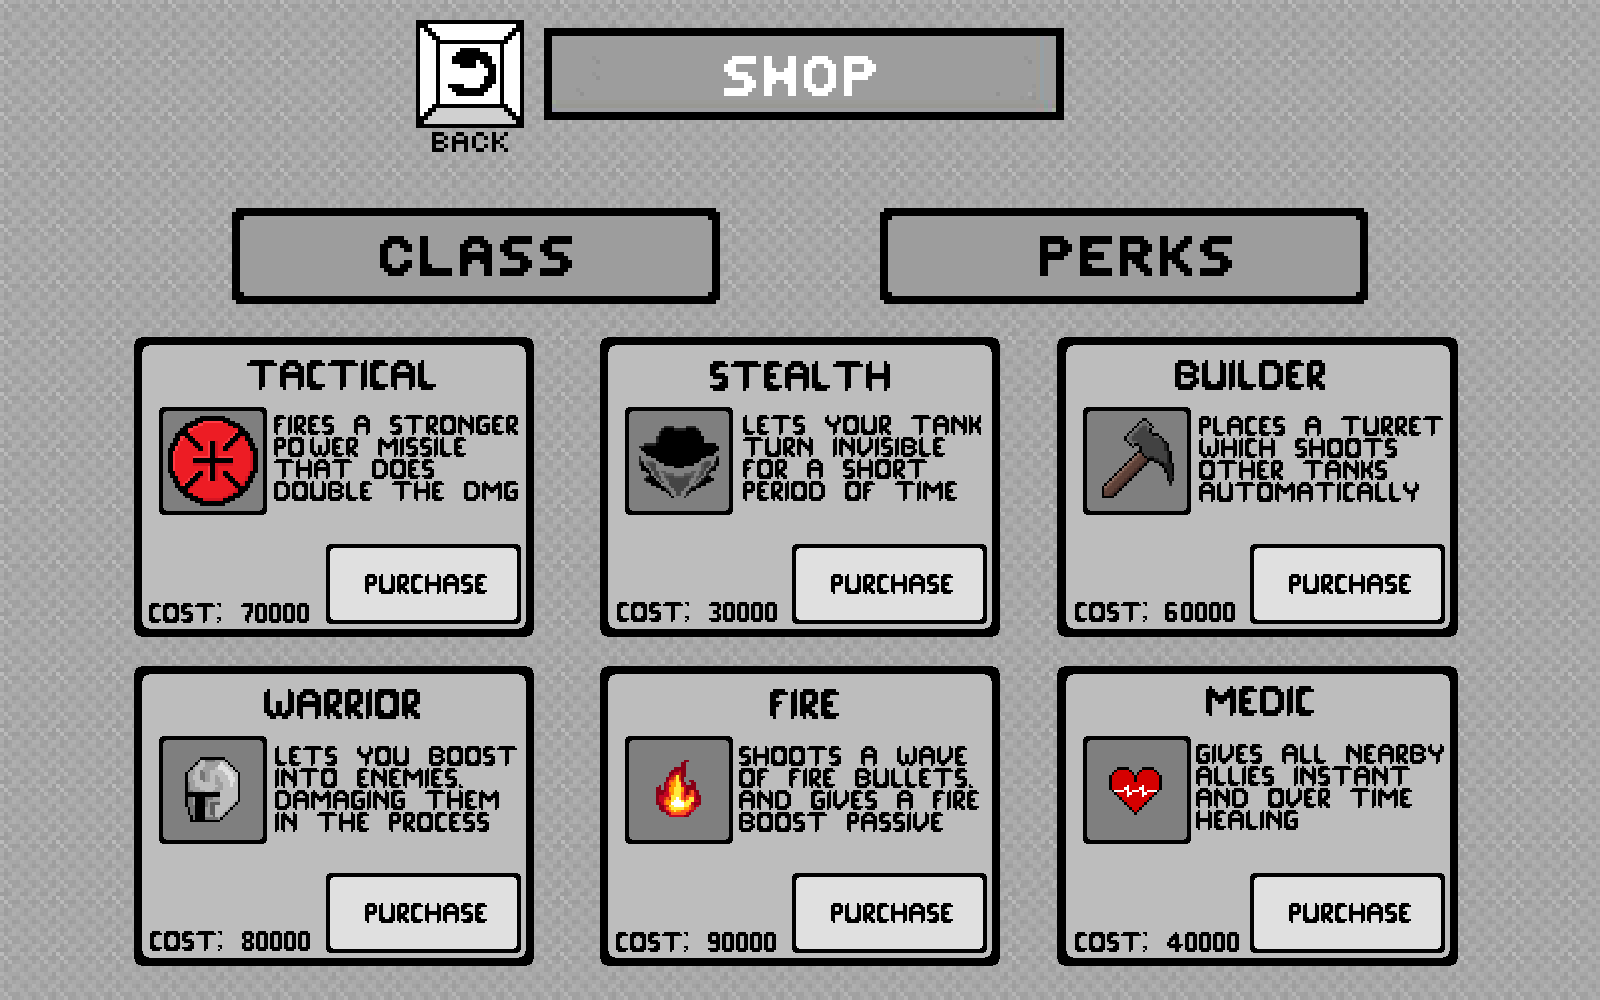 SHOP
BACK
CLASS
PERKS
TACTICAL
FIRES A STRONGER
POWER MISSILE
THAT DOES
DOUBLE THE DMG
PURCHASE
COST: 70000
STEALTH
LETS YOUR TANK
TURN INVISIBLE
FOR A SHORT
PERIOD OF TIME
PURCHASE
COST: 30000
BUILDER
PLACES A TURRET
WHICH SHOOTS
OTHER TANKS
AUTOMATICALLY
PURCHASE
COST: 60000
WARRIOR
LETS YOU BOOST
INTO ENEMIES,
DAMAGING THEM
IN THE PROCESS
PURCHASE
COST: 80000
FIRE
SHOOTS A WAVE
OF FIRE BULLETS,
AND GIVES A FIRE
BOOST PASSIVE
PURCHASE
COST: 90000
MEDIC
GIVES ALL NEARBY
ALLIES INSTANT
AND OVER TIME
HEALING
PURCHASE
COST: 40000